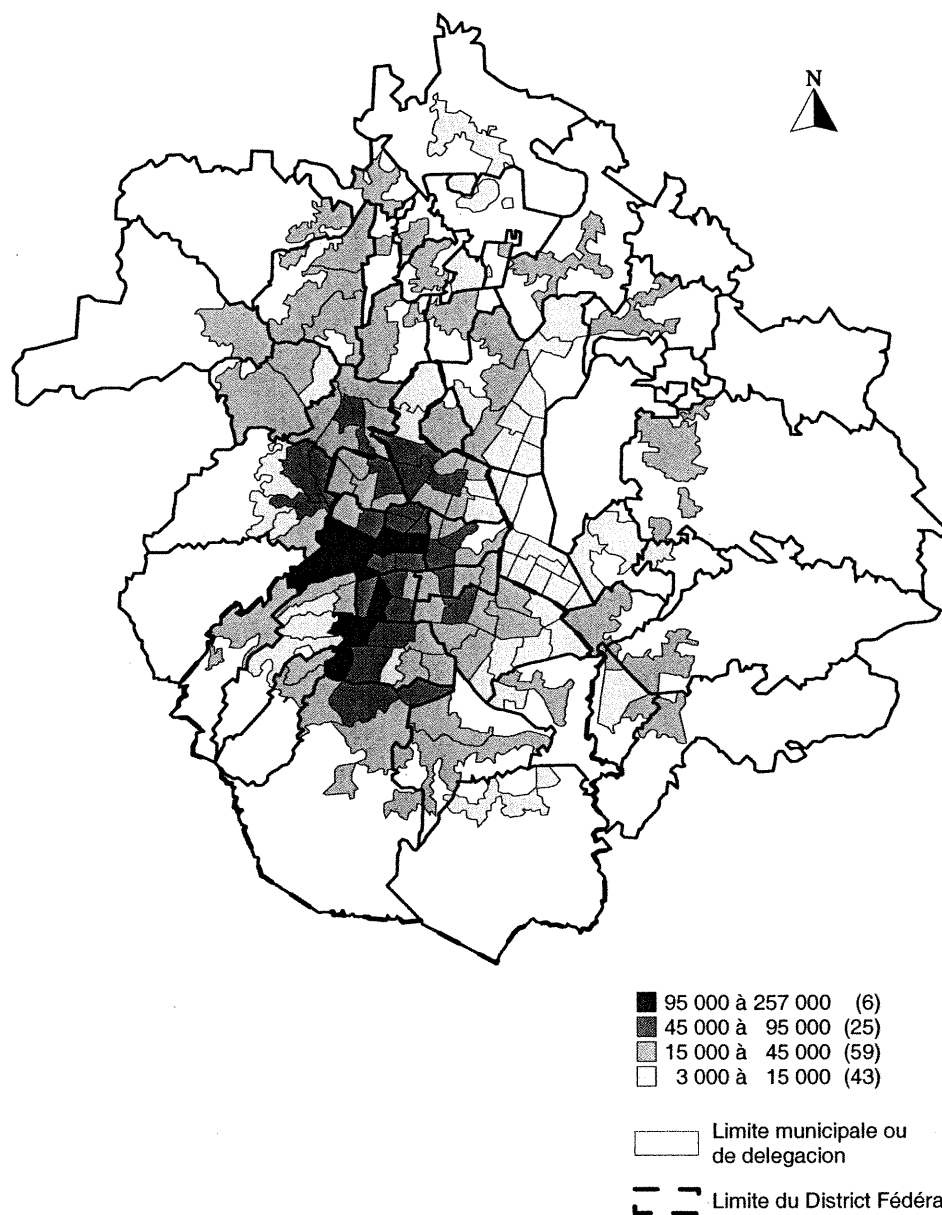 N
95 000 à 257 000 (6)
45 000 à 95 000 (25)
15 000 à 45 000 (59)
3 000 à 15 000 (43)
Limite municipale ou
de delegacion
Limite du District Fédéra